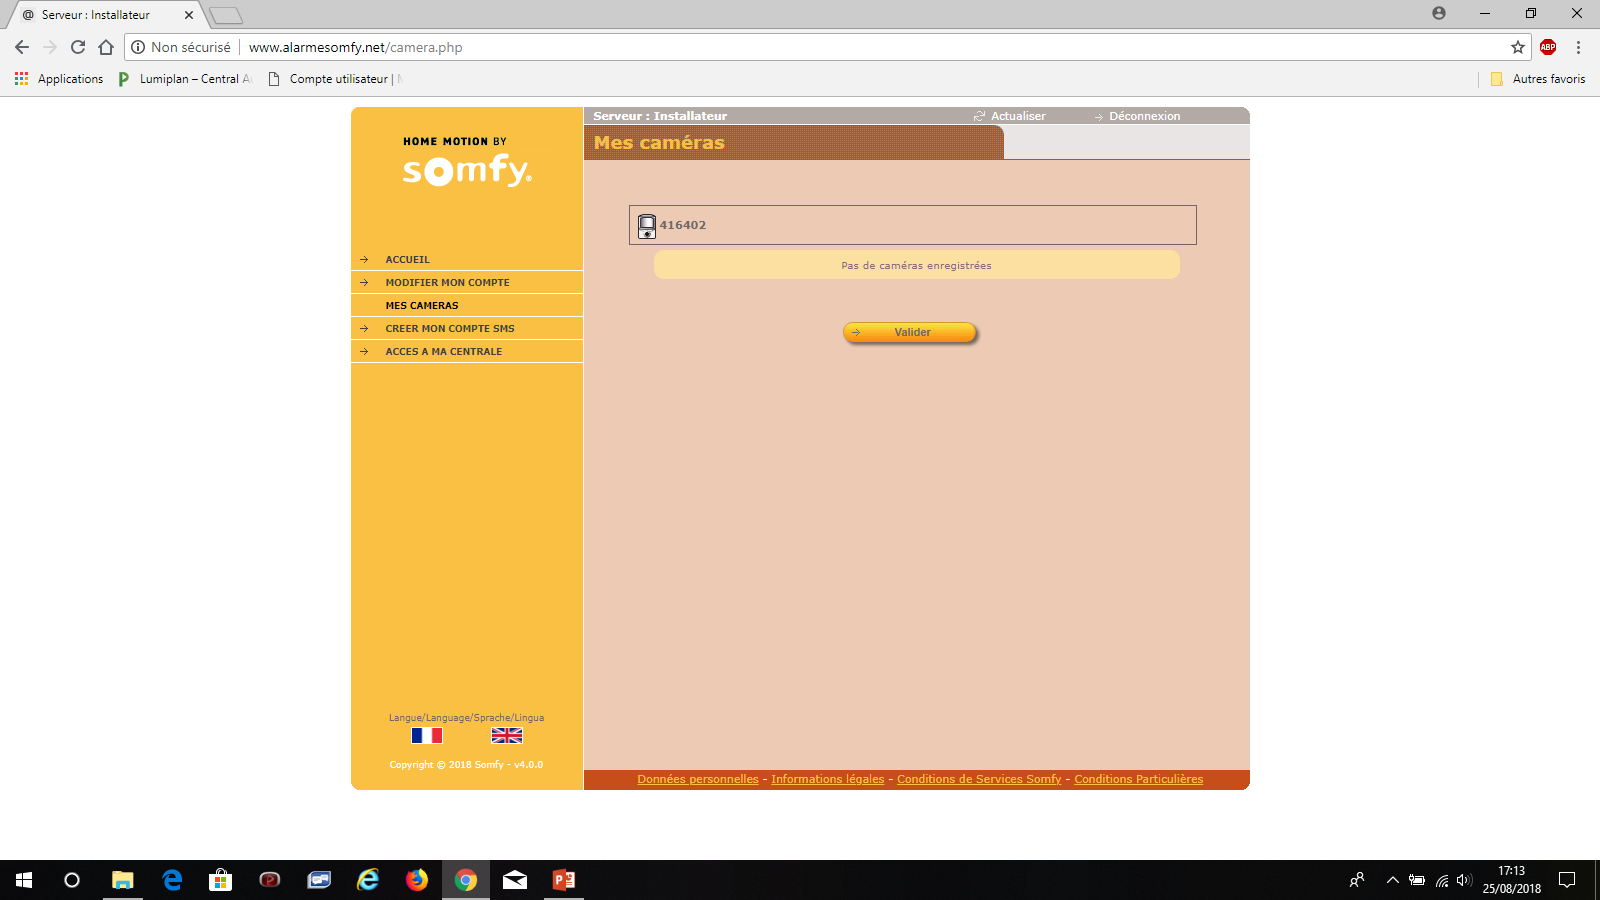 Serveur : Installateur
Non sécurisé
www.alarmesomfy.net/camera.php
ABP
Applications
Lumiplan – Central
Compte utilisateur |
Autres favoris
HOME MOTION BY
somfy.
ACCUEIL
MODIFIER MON COMPTE
MES CAMERAS
CREER MON COMPTE SMS
ACCES A MA CENTRALE
Langue/Language/Sprache/Lingua
Copyright © 2018 Somfy - v4.0.0
Serveur : Installateur
Actualiser
Déconnexion
Mes caméras
416402
Pas de caméras enregistrées
Valider
Données personnelles - Informations légales - Conditions de Services Somfy - Conditions Particulières
17:13
25/08/2018